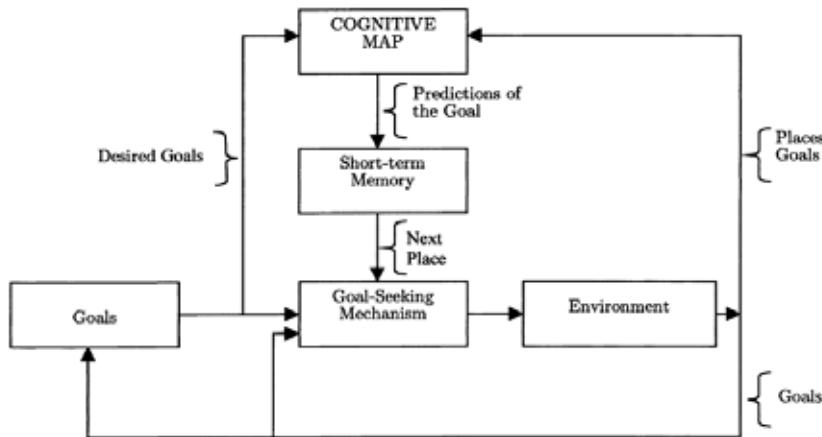 COGNITIVE
MAP
Predictions of
the Goal
Desired Goals
Places
Goals
Short-term
Memory
Next
Place
Goals
Goal-Seeking
Mechanism
Environment
Goals